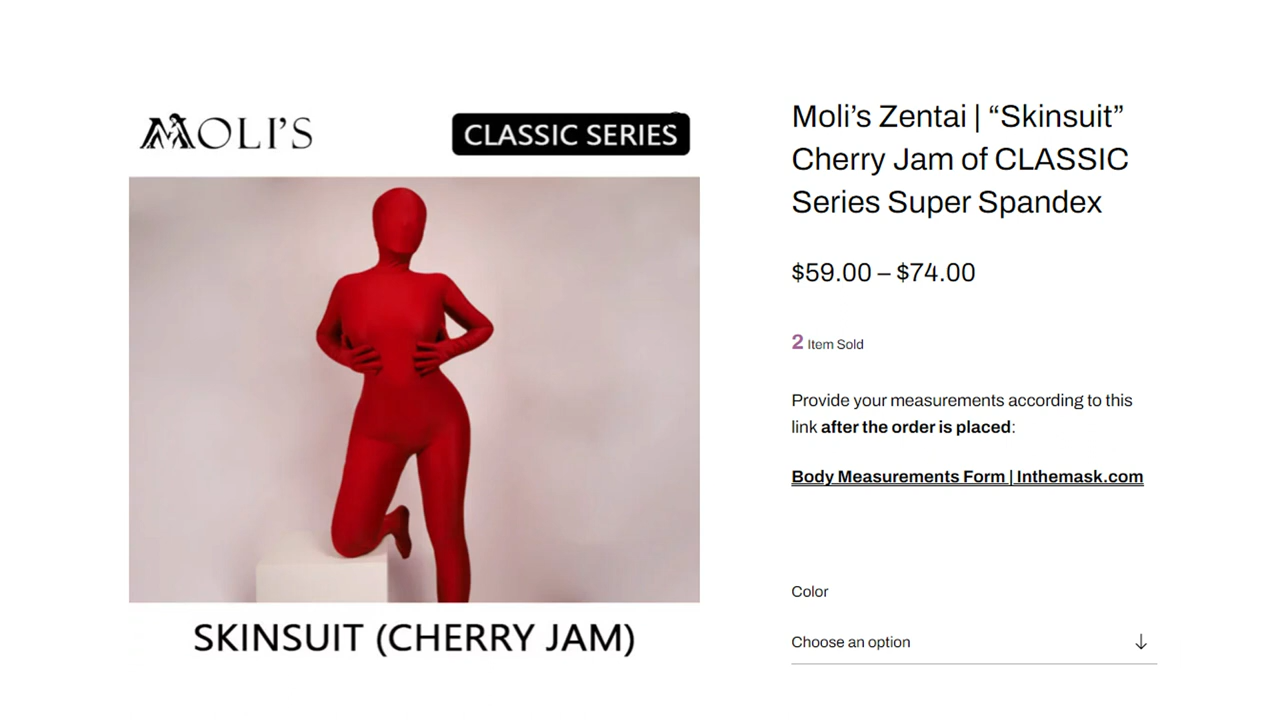 MOLI'S
CLASSIC SERIES
SKINSUIT (CHERRY JAM)
Moli’s Zentai | “Skinsuit”
Cherry Jam of CLASSIC
Series Super Spandex
$59.00 – $74.00
2 Item Sold
Provide your measurements according to this
link after the order is placed:
Body Measurements Form | Inthemask.com
Color
Choose an option